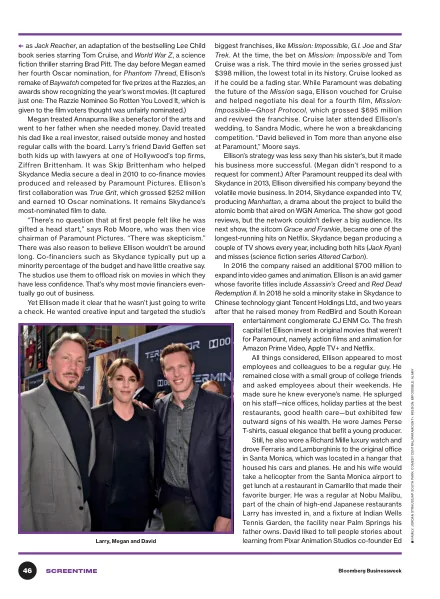 ← as Jack Reacher, an adaptation of the bestselling Lee Child
book series starring Tom Cruise, and World War Z, a science
fiction thriller starring Brad Pitt. The day before Megan earned
her fourth Oscar nomination, for Phantom Thread, Ellison's
remake of Baywatch competed for five prizes at the Razzies, an
awards show recognizing the year's worst movies. (It captured
just one: The Razzie Nominee So Rotten You Loved It, which is
given to the film voters thought was unfairly nominated.)
Megan treated Annapurna like a benefactor of the arts and
went to her father when she needed money. David treated his
dad like a real investor, raised outside money and hosted
regular calls with the board. Larry's friend David Geffen set
both kids up with lawyers at one of Hollywood's top firms,
Ziffren Brittenham. It was Skip Brittenham who helped
Skydance Media secure a deal in 2010 to co-finance movies
produced and released by Paramount Pictures. Ellison's
first collaboration was True Grit, which grossed $252 million
and earned 10 Oscar nominations. It remains Skydance's
most-nominated film to date.
"There's no question that at first people felt like he was
gifted a head start," says Rob Moore, who was then vice
chairman of Paramount Pictures. "There was skepticism."
There was also reason to believe Ellison wouldn't be around
long. Co-financiers such as Skydance typically put up a
minority percentage of the budget and have little creative say.
The studios use them to offload risk on movies in which they
have less confidence. That's why most movie financiers even-
tually go out of business.
Yet Ellison made it clear that he wasn't just going to write
a check. He wanted creative input and targeted the studio's
Larry, Megan and David
biggest franchises, like Mission: Impossible, G.I. Joe and Star
Trek. At the time, the bet on Mission: Impossible and Tom
Cruise was a risk. The third movie in the series grossed just
$398 million, the lowest total in its history. Cruise looked as
if he could be a fading star. While Paramount was debating
the future of the Mission saga, Ellison vouched for Cruise
and helped negotiate his deal for a fourth film, Mission:
Impossible—Ghost Protocol, which grossed $695 million
and revived the franchise. Cruise later attended Ellison's
wedding, to Sandra Modic, where he won a breakdancing
competition. "David believed in Tom more than anyone else
at Paramount," Moore says.
Ellison's strategy was less sexy than his sister's, but it made
his business more successful. (Megan didn't respond to a
request for comment.) After Paramount reupped its deal with
Skydance in 2013, Ellison diversified his company beyond the
volatile movie business. In 2014, Skydance expanded into TV,
producing Manhattan, a drama about the project to build the
atomic bomb that aired on WGN America. The show got good
reviews, but the network couldn't deliver a big audience. Its
next show, the sitcom Grace and Frankie, became one of the
longest-running hits on Netflix. Skydance began producing a
couple of TV shows every year, including both hits (Jack Ryan)
and misses (science fiction series Altered Carbon).
In 2016 the company raised an additional $700 million to
expand into video games and animation. Ellison is an avid gamer
whose favorite titles include Assassin's Creed and Red Dead
Redemption II. In 2018 he sold a minority stake in Skydance to
Chinese technology giant Tencent Holdings Ltd., and two years
after that he raised money from RedBird and South Korean
entertainment conglomerate CJ ENM Co. The fresh
capital let Ellison invest in original movies that weren't
for Paramount, namely action films and animation for
Amazon Prime Video, Apple TV+ and Netflix.
All things considered, Ellison appeared to most
employees and colleagues to be a regular guy. He
remained close with a small group of college friends
and asked employees about their weekends. He
made sure he knew everyone's name. He splurged
on his staff—nice offices, holiday parties at the best
restaurants, good health care—but exhibited few
outward signs of his wealth. He wore James Perse
T-shirts, casual elegance that befit a young producer.
Still, he also wore a Richard Mille luxury watch and
drove Ferraris and Lamborghinis to the original office
in Santa Monica, which was located in a hangar that
housed his cars and planes. He and his wife would
take a helicopter from the Santa Monica airport to
get lunch at a restaurant in Camarillo that made their
favorite burger. He was a regular at Nobu Malibu,
part of the chain of high-end Japanese restaurants
Larry has invested in, and a fixture at Indian Wells
Tennis Garden, the facility near Palm Springs his
father owns. David liked to tell people stories about
learning from Pixar Animation Studios co-founder Ed
46
SCREENTIME
Bloomberg Businessweek